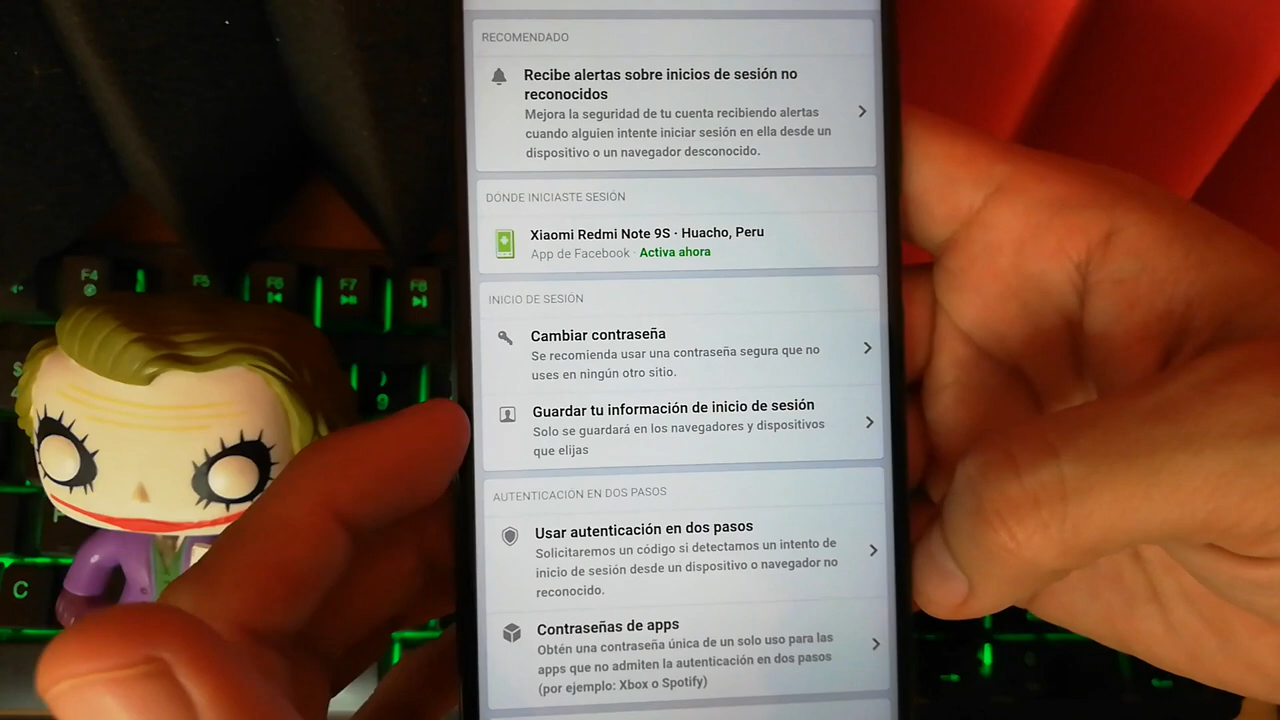 RECOMENDADO
Recibe alertas sobre inicios de sesión no
reconocidos
Mejora la seguridad de tu cuenta recibiendo alertas
cuando alguien intente iniciar sesión en ella desde un
dispositivo o un navegador desconocido.
DÓNDE INICIASTE SESIÓN
Xiaomi Redmi Note 9S · Huacho, Peru
App de Facebook · Activa ahora
INICIO DE SESIÓN
Cambiar contraseña
Se recomienda usar una contraseña segura que no
uses en ningún otro sitio.
Guardar tu información de inicio de sesión
Solo se guardará en los navegadores y dispositivos
que elijas
AUTENTICACIÓN EN DOS PASOS
Usar autenticación en dos pasos
Solicitaremos un código si detectamos un intento de
inicio de sesión desde un dispositivo o navegador no
reconocido.
Contraseñas de apps
Obtén una contraseña única de un solo uso para las
apps que no admiten la autenticación en dos pasos
(por ejemplo: Xbox o Spotify)
F4 F5 F6 F7 F8
$
)
9
C